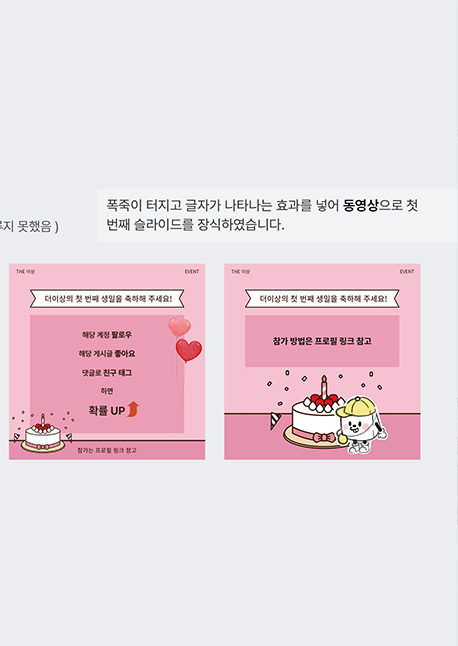 폭죽이 터지고 글자가 나타나는 효과를 넣어 동영상으로 첫
번째 슬라이드를 장식하였습니다.
지 못했음 )
THE 이상
EVENT
더이상의 첫 번째 생일을 축하해 주세요!
해당 계정 팔로우
해당 게시글 좋아요
댓글로 친구 태그
하면
확률 UP
참가는 프로필 링크 참고
THE 이상
EVENT
더이상의 첫 번째 생일을 축하해 주세요!
참가 방법은 프로필 링크 참고